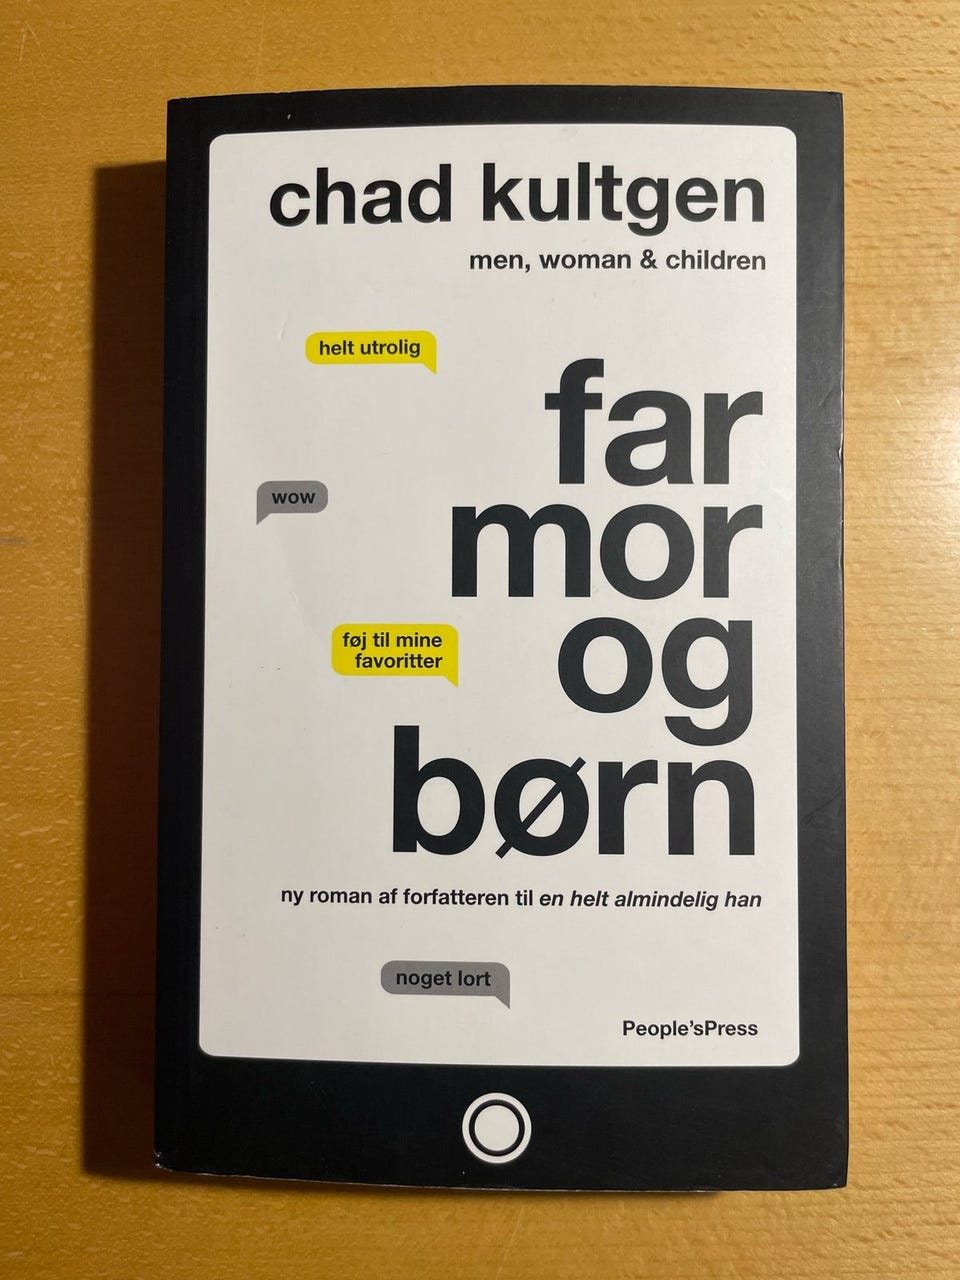 chad kultgen
men, woman & children
helt utrolig
far
wow
mor
føj til mine
favoritter
og
børn
ny roman af forfatteren til en helt almindelig han
noget lort
People'sPress